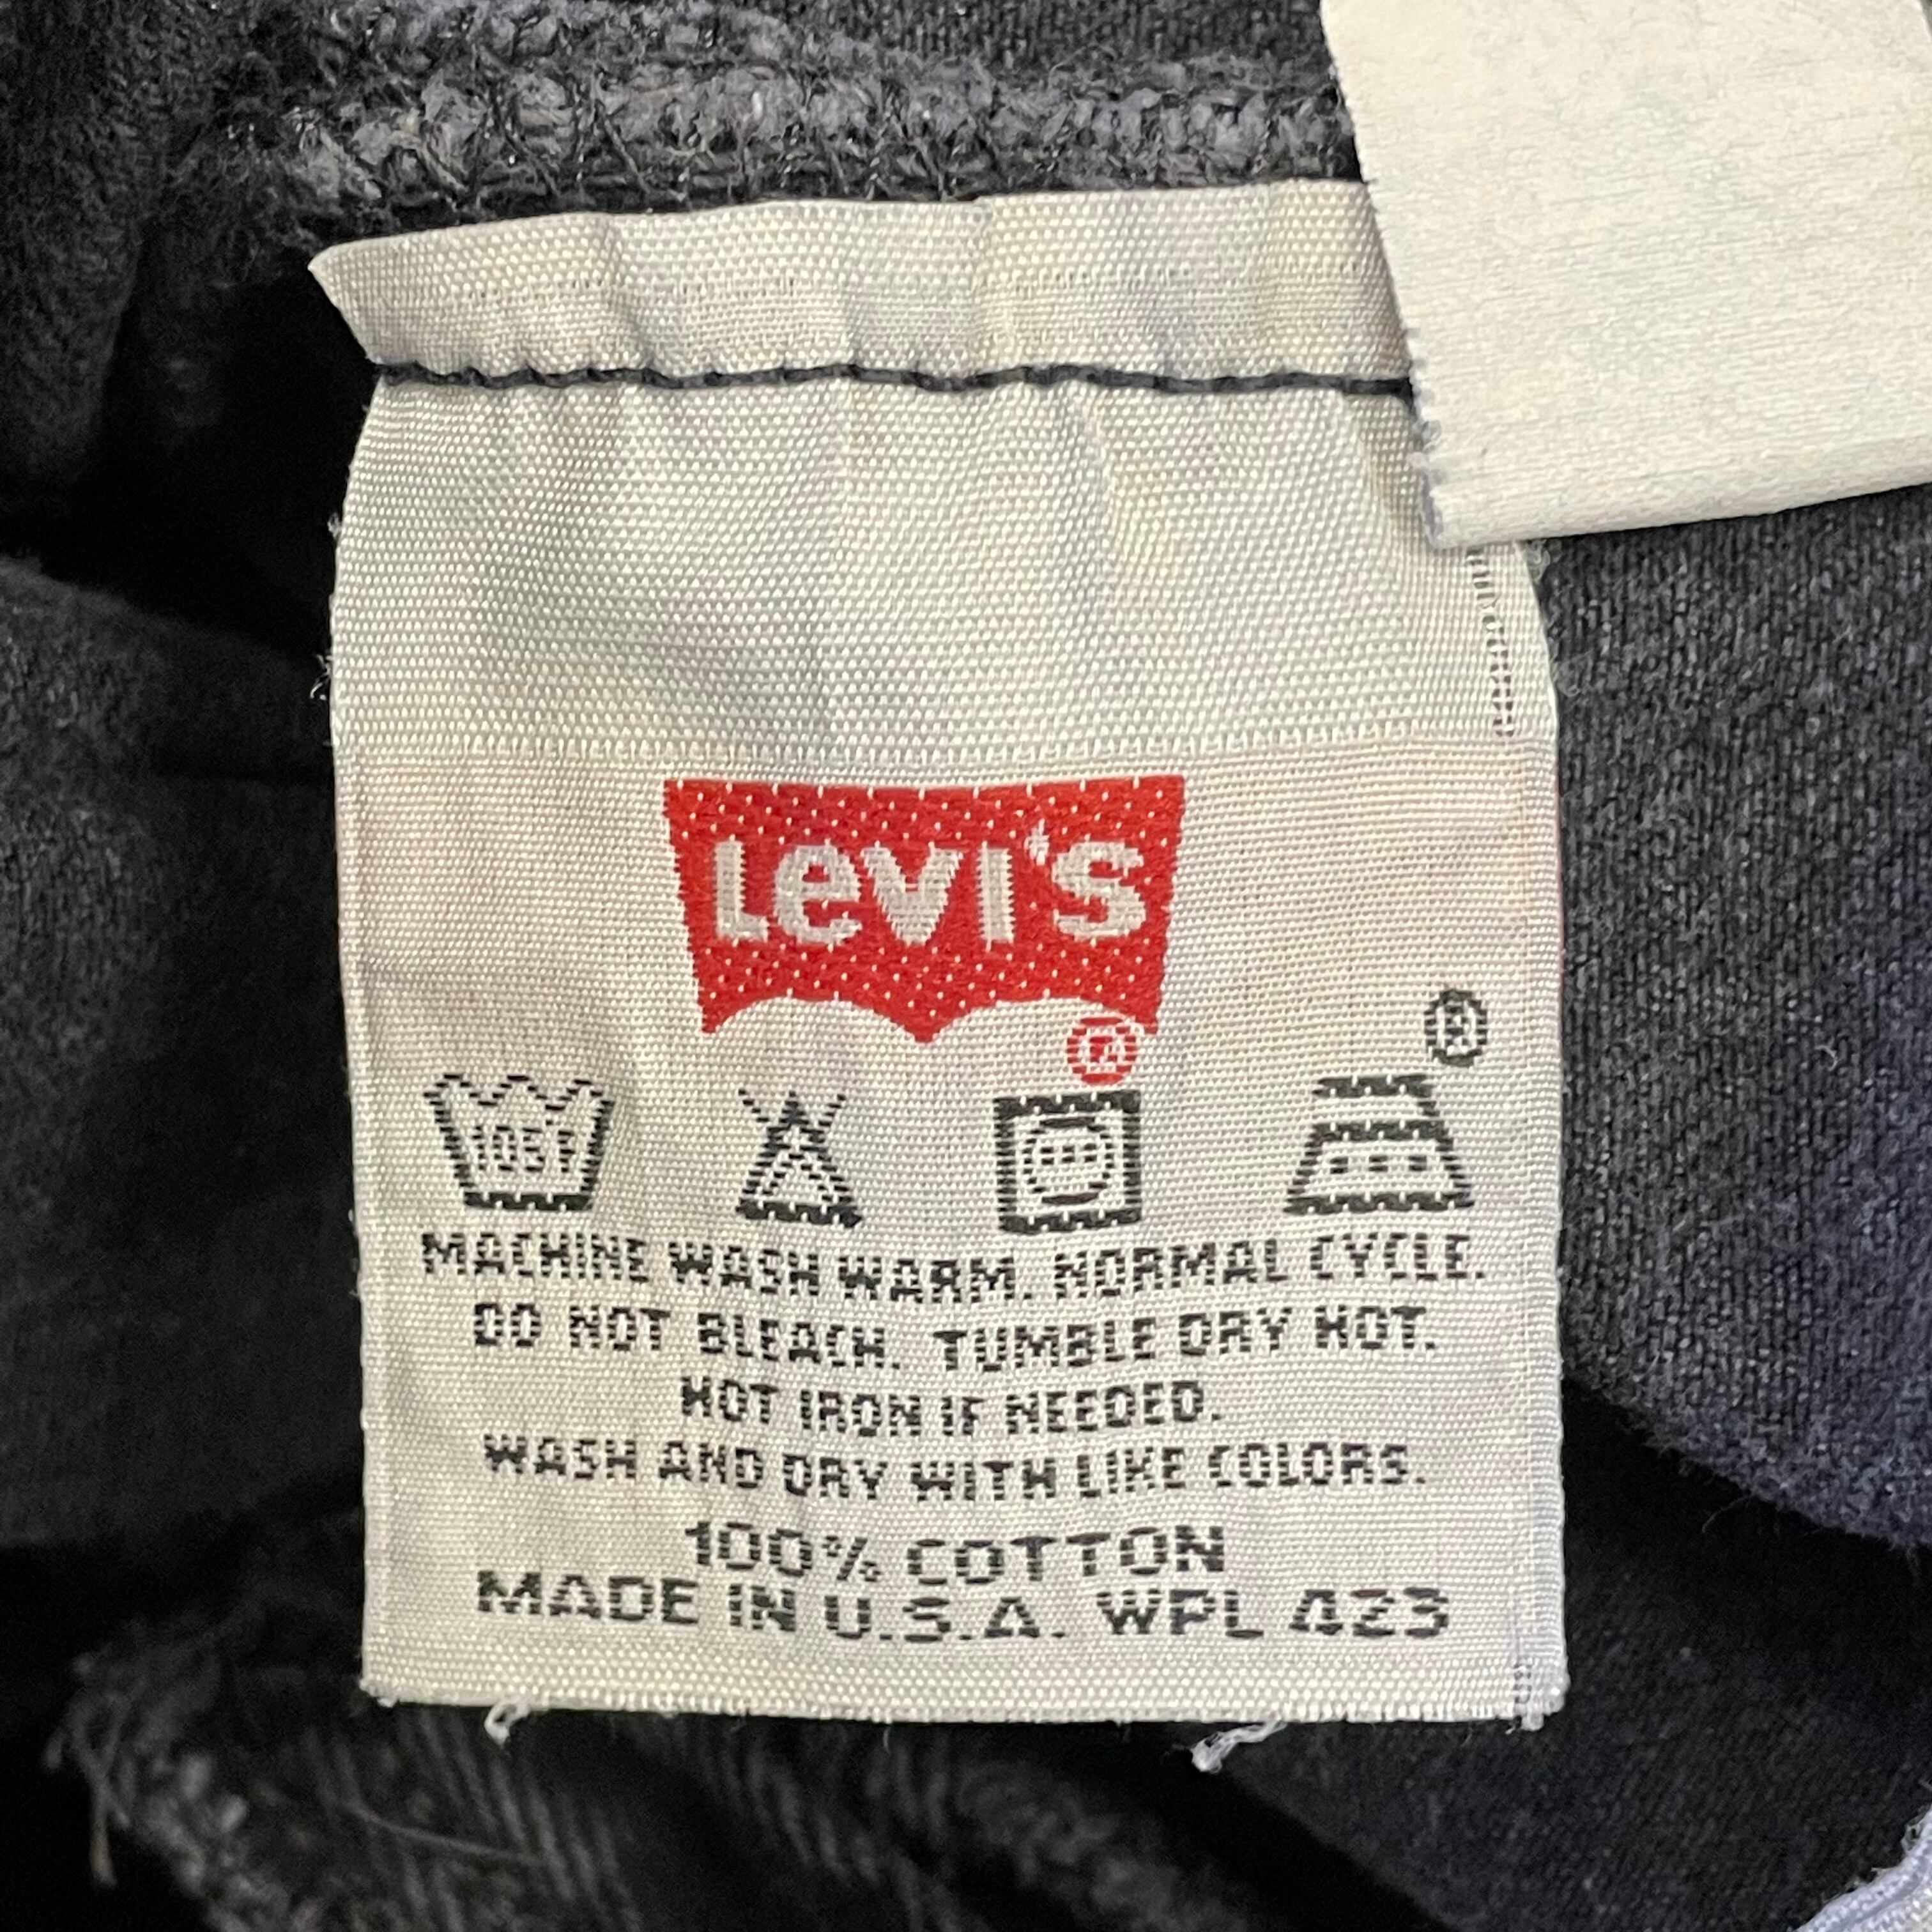 Levi's
®
®
105F
MACHINE WASH WARM. NORMAL CYCLE.
DO NOT BLEACH. TUMBLE DRY HOT.
HOT IRON IF NEEDED.
WASH AND DRY WITH LIKE COLORS.
100% COTTON
MADE IN U.S.A. WPL 423